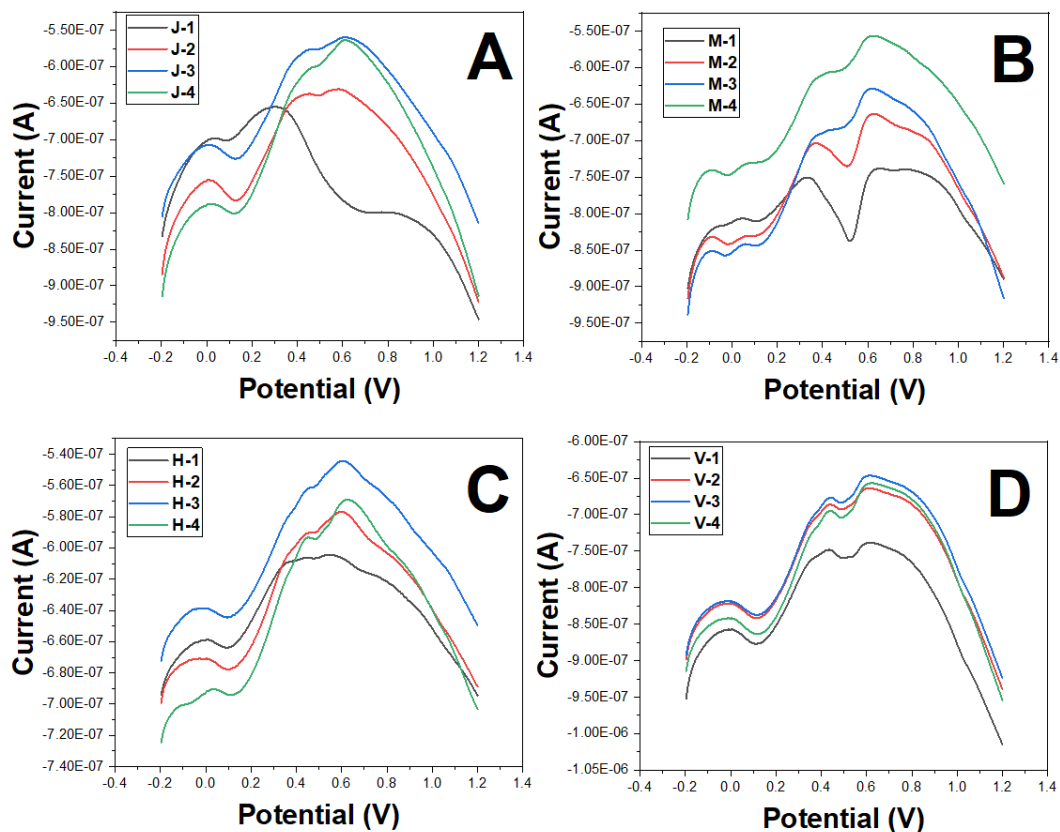 J-1
J-2
J-3
J-4
A
-5.50E-07
-6.00E-07
-6.50E-07
-7.00E-07
-7.50E-07
-8.00E-07
-8.50E-07
-9.00E-07
-9.50E-07
Current (A)
-0.4 -0.2 0.0 0.2 0.4 0.6 0.8 1.0 1.2 1.4
Potential (V)
M-1
M-2
M-3
M-4
B
-5.50E-07
-6.00E-07
-6.50E-07
-7.00E-07
-7.50E-07
-8.00E-07
-8.50E-07
-9.00E-07
-9.50E-07
Current (A)
-0.4 -0.2 0.0 0.2 0.4 0.6 0.8 1.0 1.2 1.4
Potential (V)
H-1
H-2
H-3
H-4
C
-5.40E-07
-5.60E-07
-5.80E-07
-6.00E-07
-6.20E-07
-6.40E-07
-6.60E-07
-6.80E-07
-7.00E-07
-7.20E-07
-7.40E-07
Current (A)
-0.4 -0.2 0.0 0.2 0.4 0.6 0.8 1.0 1.2 1.4
Potential (V)
V-1
V-2
V-3
V-4
D
-6.00E-07
-6.50E-07
-7.00E-07
-7.50E-07
-8.00E-07
-8.50E-07
-9.00E-07
-9.50E-07
-1.00E-06
-1.05E-06
Current (A)
-0.4 -0.2 0.0 0.2 0.4 0.6 0.8 1.0 1.2 1.4
Potential (V)